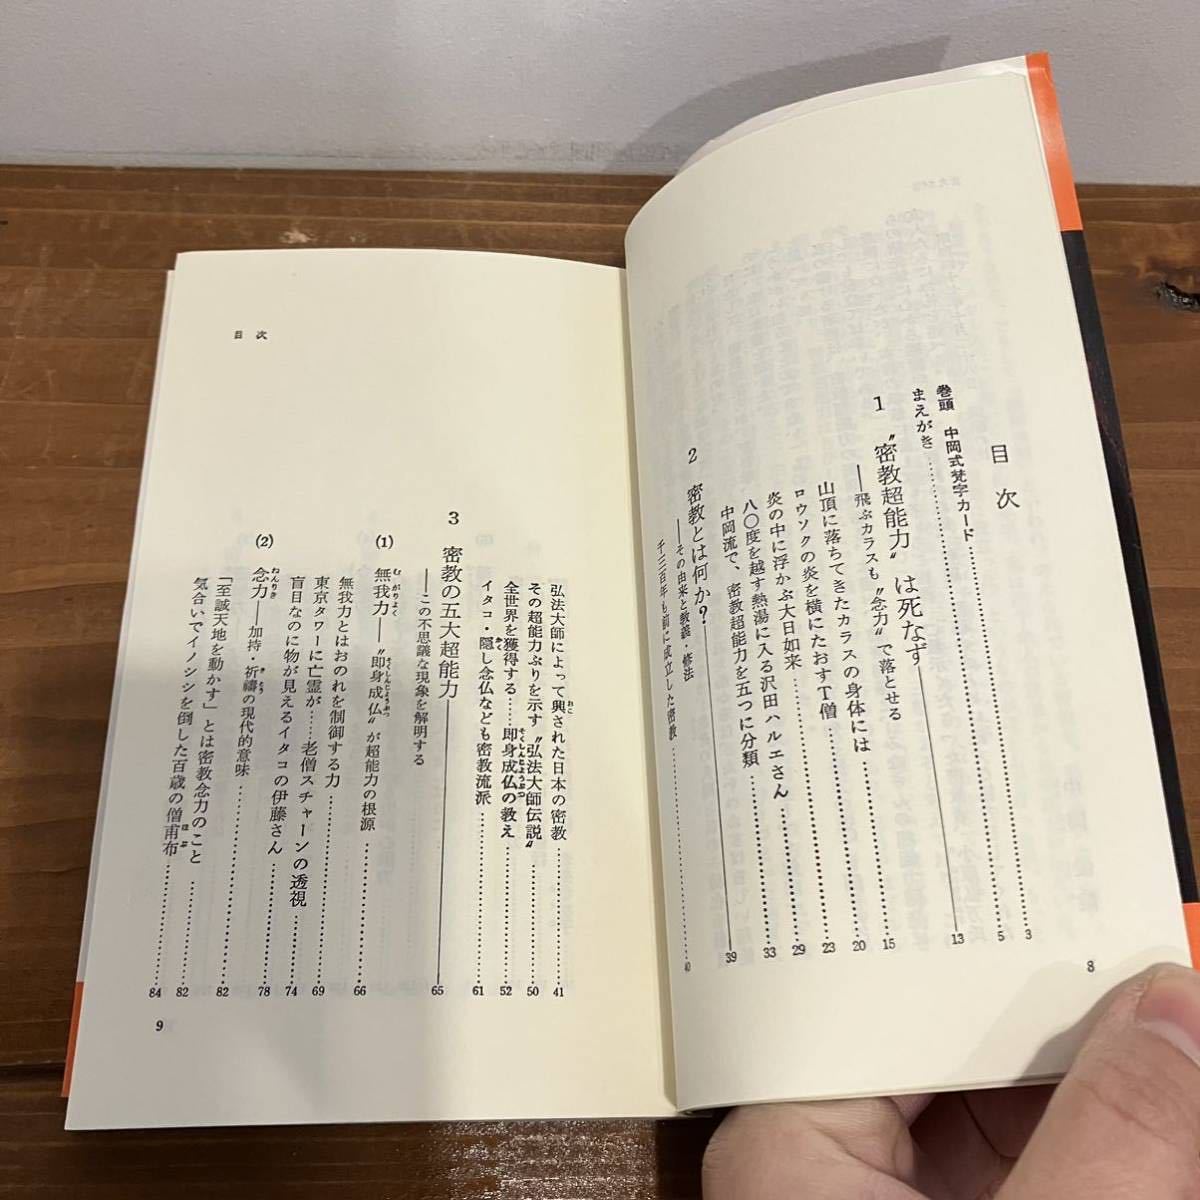 目次
巻頭 中岡式梵字カード……3
まえがき……5
1 〝密教超能力〟は死なず――13
――飛ぶカラスも〝念力〟で落とせる
山頂に落ちてきたカラスの身体には……15
ロウソクの炎を横にたおすT僧……20
炎の中に浮かぶ大日如来……23
八〇度を越す熱湯に入る沢田ハルエさん……29
中岡流で、密教超能力を五つに分類……33
2 密教とは何か?――39
――その由来と教義・修法
千三百年も前に成立した密教……40
8
目次
弘法大師によって興された日本の密教……41
その超能力ぶりを示す〝弘法大師伝説〟……50
全世界を獲得する……即身成仏の教え……52
イタコ・隠し念仏なども密教流派……61
3 密教の五大超能力――65
――この不思議な現象を解明する
(1) 無我力――〝即身成仏〟が超能力の根源……66
無我力とはおのれを制御する力……69
東京タワーに亡霊が……老僧スチャーンの透視……74
盲目なのに物が見えるイタコの伊藤さん……78
(2) 念力――加持・祈禱の現代的意味……82
「至誠天地を動かす」とは密教念力のこと……82
気合いでイノシシを倒した百歳の僧甫布……84
9